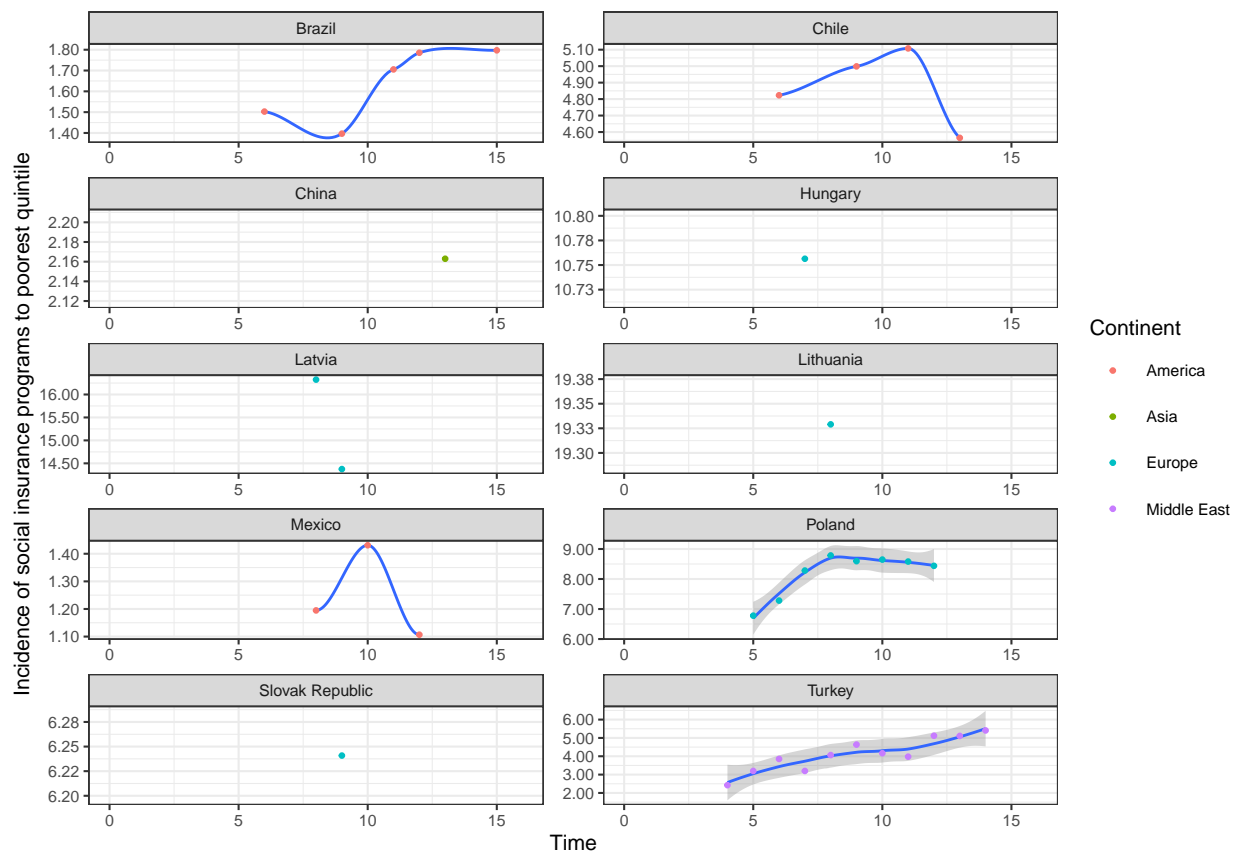 Incidence of social insurance programs to poorest quintile
Brazil
1.80
1.70
1.50
1.40
0 5 10 15
Chile
5.10
5.00
4.80
4.60
0 5 10 15
China
2.20
2.18
2.16
2.14
2.12
0 5 10 15
Hungary
10.80
10.78
10.75
10.73
0 5 10 15
Latvia
16.00
15.50
15.00
14.50
0 5 10 15
Lithuania
19.38
19.35
19.33
19.30
0 5 10 15
Mexico
1.40
1.30
1.20
1.10
0 5 10 15
Poland
9.00
8.00
7.00
6.00
0 5 10 15
Slovak Republic
6.28
6.25
6.22
6.20
0 5 10 15
Turkey
6.00
5.00
4.00
3.00
2.00
0 5 10 15
Time
Continent
America
Asia
Europe
Middle East